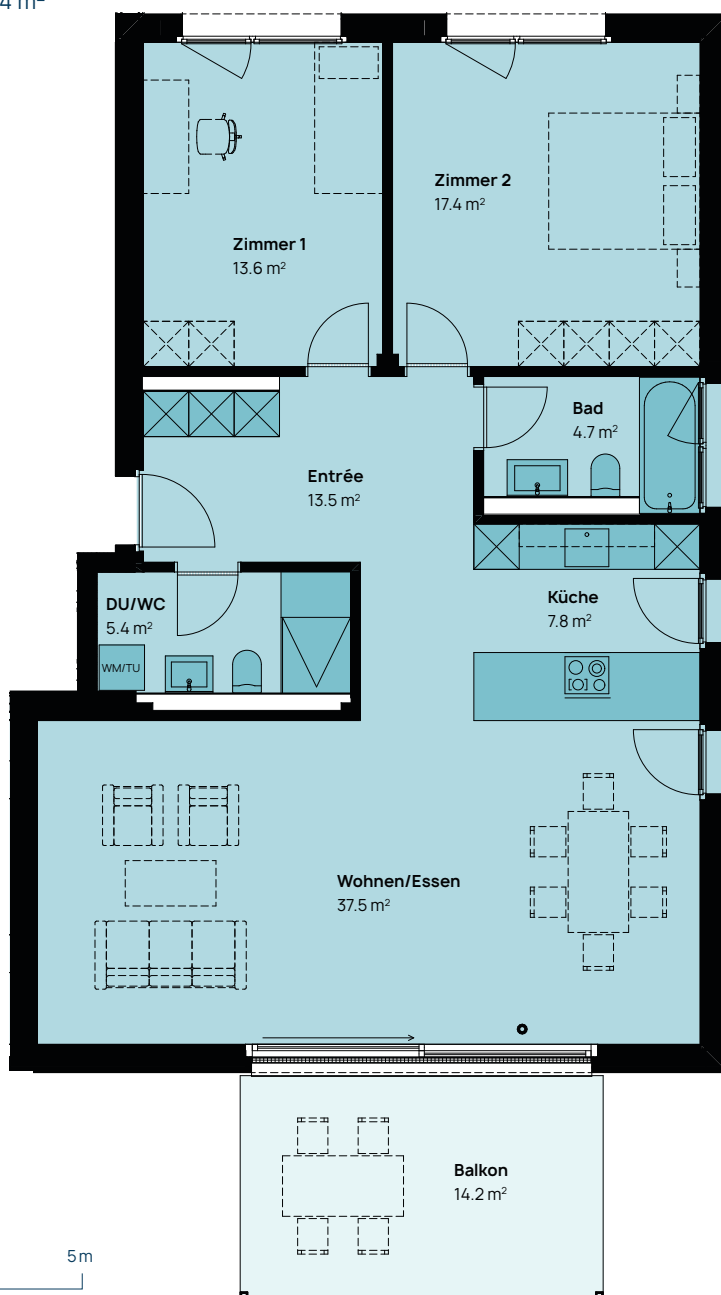 4 m²
Zimmer 2
17.4 m²
Zimmer 1
13.6 m²
Bad
4.7 m²
Entrée
13.5 m²
Küche
7.8 m²
DU/WC
5.4 m²
WM/TU
Wohnen/Essen
37.5 m²
Balkon
14.2 m²
5 m